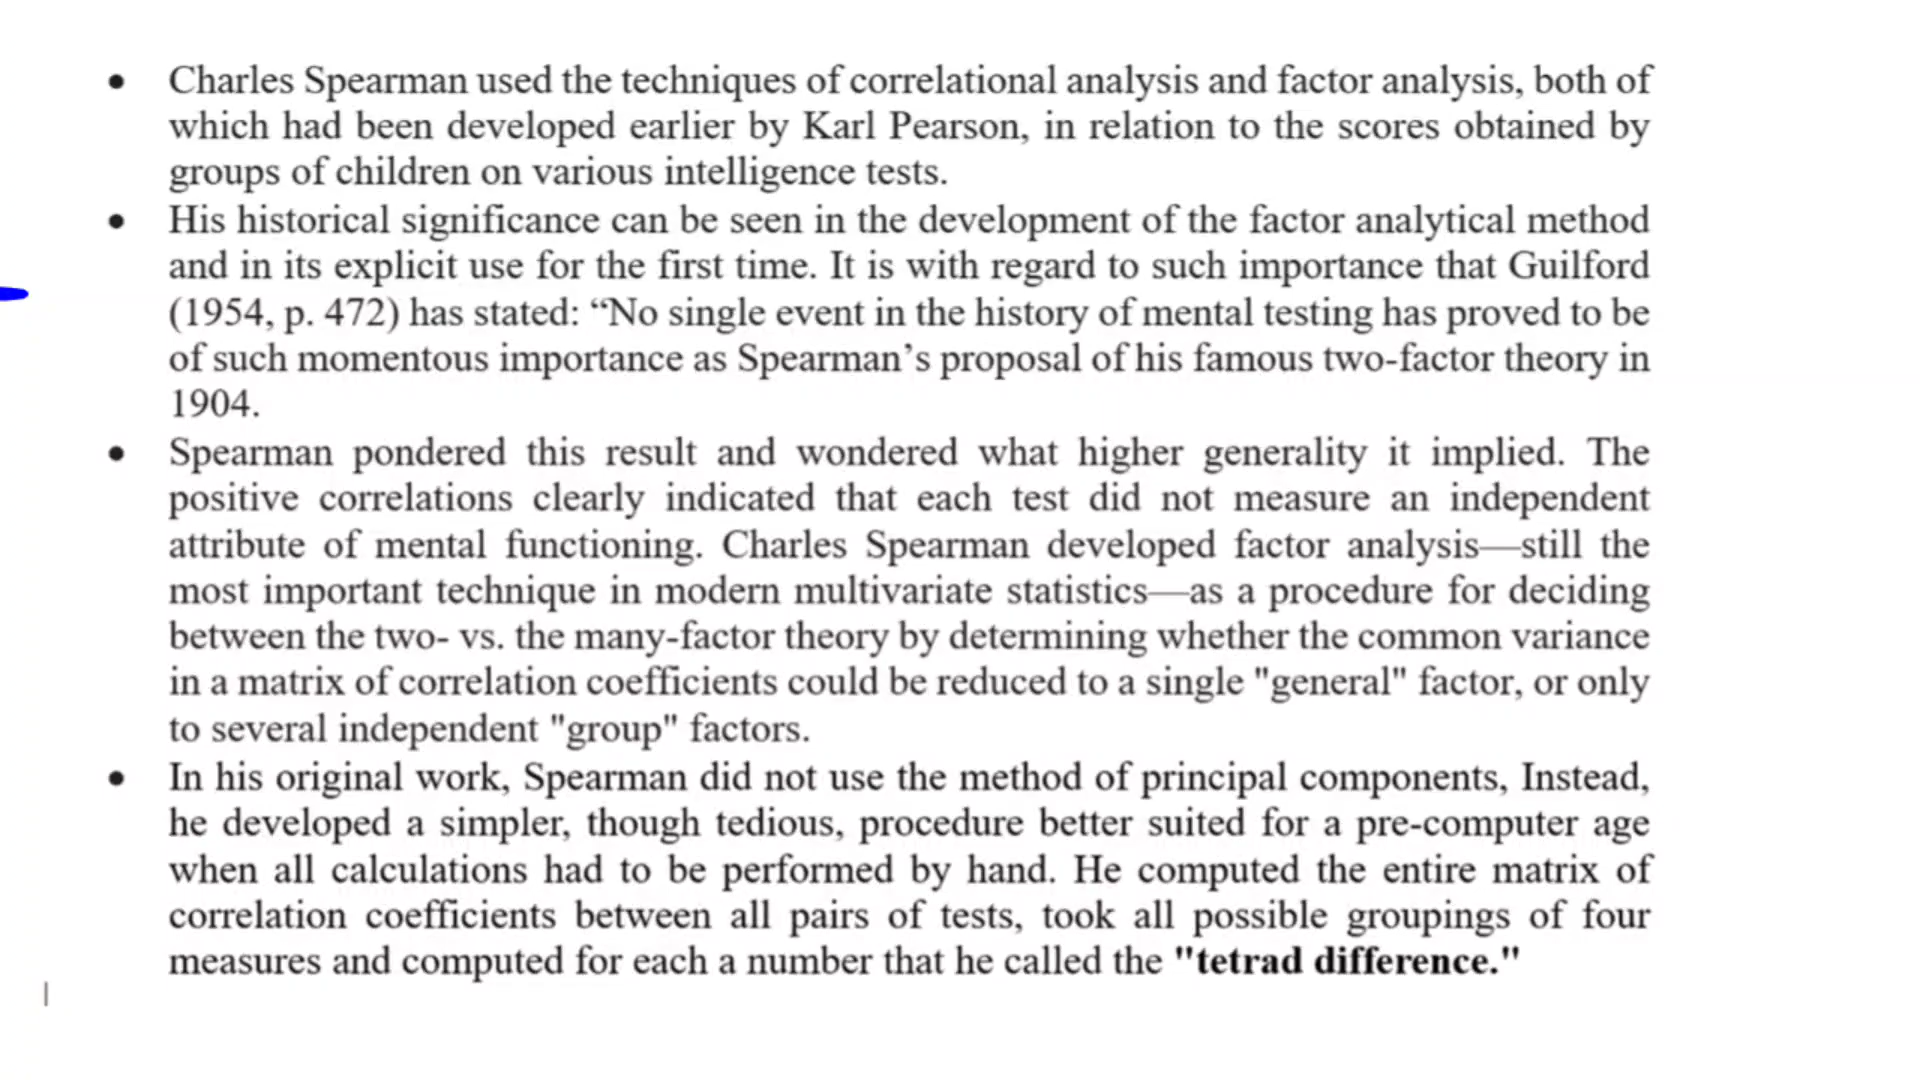 • Charles Spearman used the techniques of correlational analysis and factor analysis, both of
which had been developed earlier by Karl Pearson, in relation to the scores obtained by
groups of children on various intelligence tests.
• His historical significance can be seen in the development of the factor analytical method
and in its explicit use for the first time. It is with regard to such importance that Guilford
(1954, p. 472) has stated: “No single event in the history of mental testing has proved to be
of such momentous importance as Spearman’s proposal of his famous two-factor theory in
1904.
• Spearman pondered this result and wondered what higher generality it implied. The
positive correlations clearly indicated that each test did not measure an independent
attribute of mental functioning. Charles Spearman developed factor analysis—still the
most important technique in modern multivariate statistics—as a procedure for deciding
between the two- vs. the many-factor theory by determining whether the common variance
in a matrix of correlation coefficients could be reduced to a single "general" factor, or only
to several independent "group" factors.
• In his original work, Spearman did not use the method of principal components, Instead,
he developed a simpler, though tedious, procedure better suited for a pre-computer age
when all calculations had to be performed by hand. He computed the entire matrix of
correlation coefficients between all pairs of tests, took all possible groupings of four
measures and computed for each a number that he called the "tetrad difference."